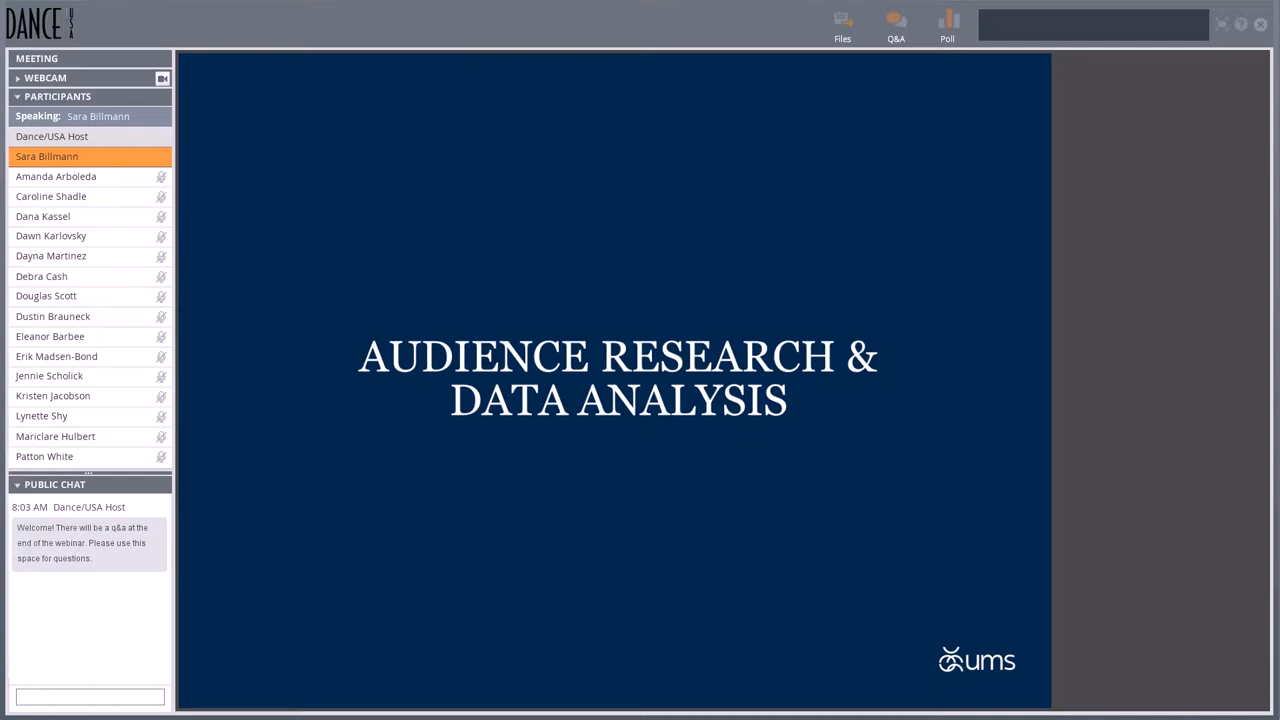 DANCE USA
Files
Q&A
Poll
MEETING
WEBCAM
PARTICIPANTS
Speaking: Sara Billmann
Dance/USA Host
Sara Billmann
Amanda Arboleda
Caroline Shadle
Dana Kassel
Dawn Karlovsky
Dayna Martinez
Debra Cash
Douglas Scott
Dustin Brauneck
Eleanor Barbee
Erik Madsen-Bond
Jennie Scholick
Kristen Jacobson
Lynette Shy
Mariclare Hulbert
Patton White
PUBLIC CHAT
8:03 AM Dance/USA Host
Welcome! There will be a q&a at the
end of the webinar. Please use this
space for questions.
AUDIENCE RESEARCH &
DATA ANALYSIS
ums